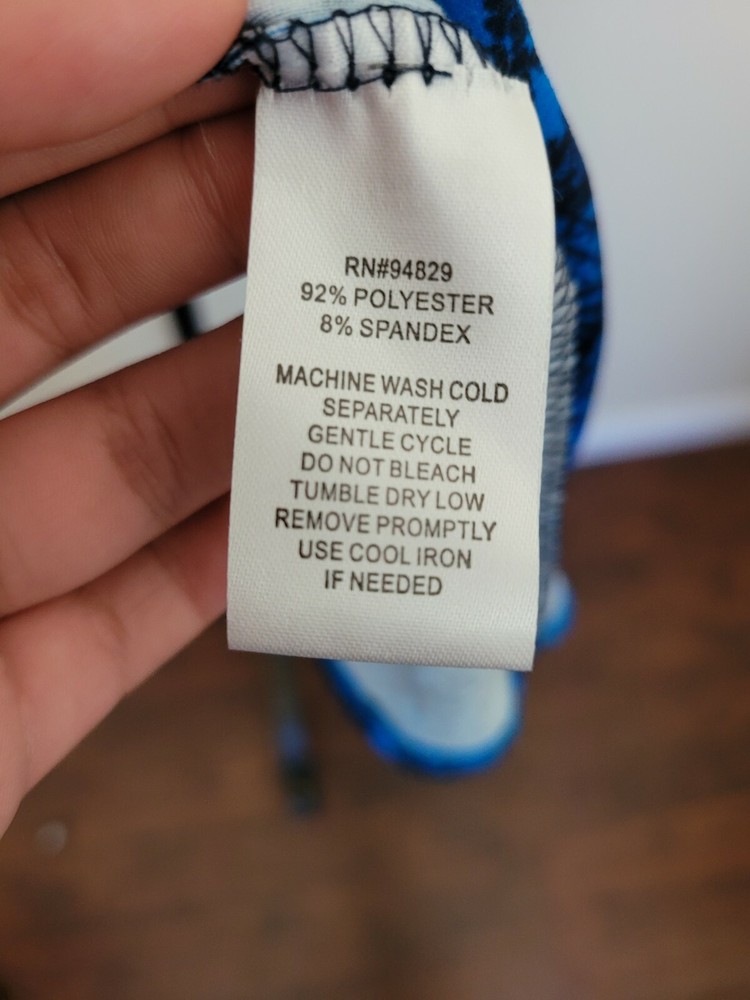 RN#94829
92% POLYESTER
8% SPANDEX
MACHINE WASH COLD
SEPARATELY
GENTLE CYCLE
DO NOT BLEACH
TUMBLE DRY LOW
REMOVE PROMPTLY
USE COOL IRON
IF NEEDED